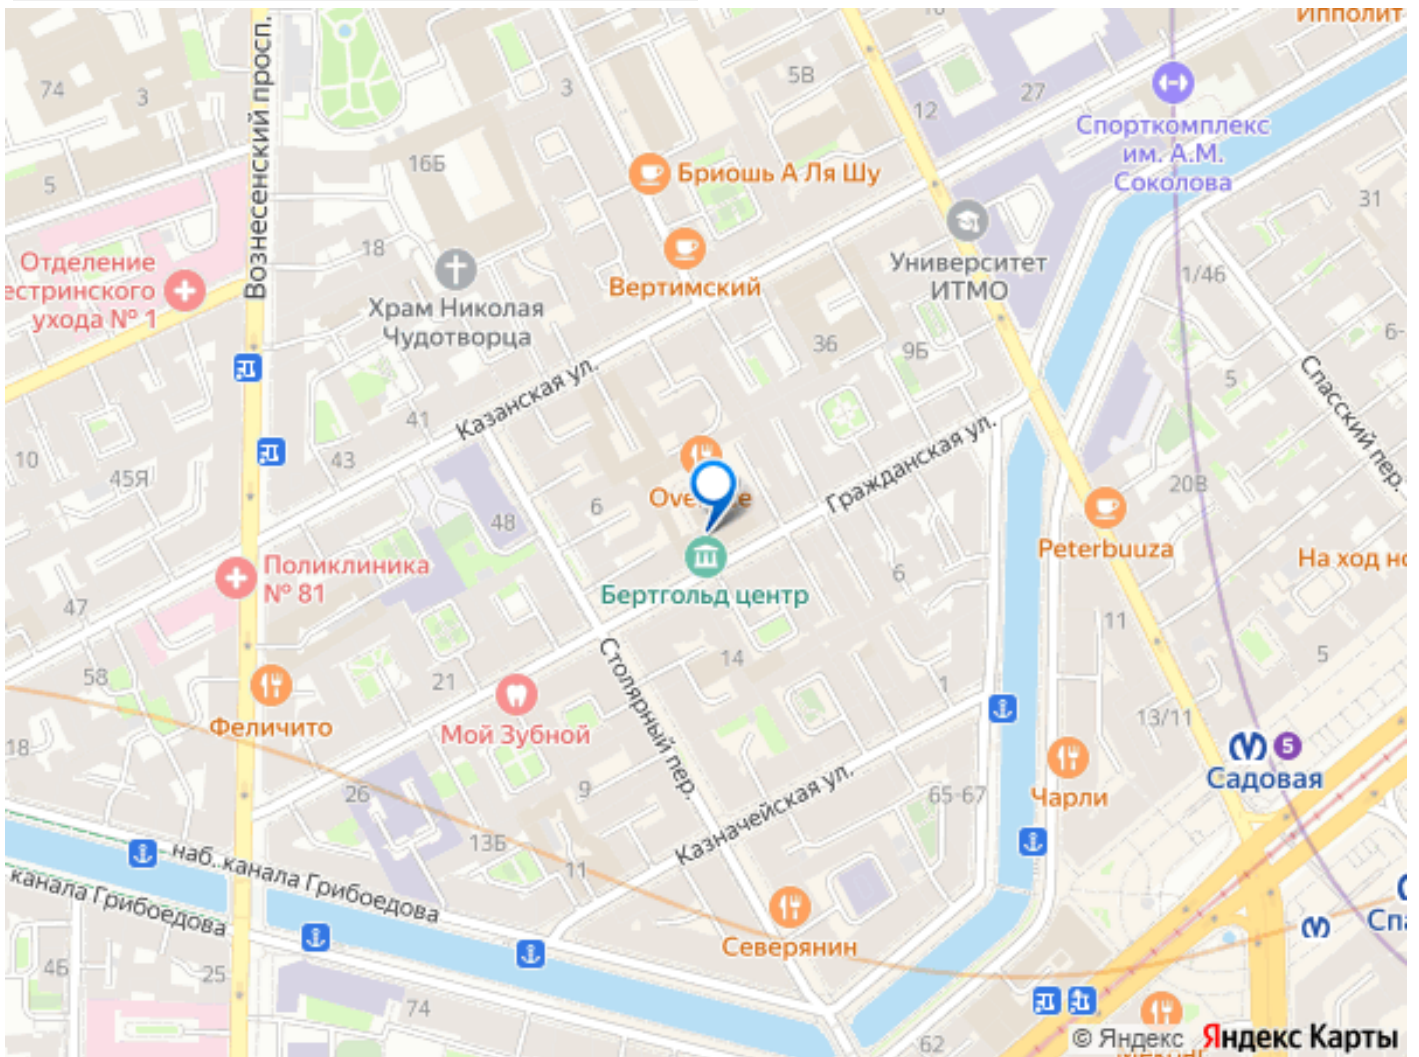 Ипполит
10
74
3
3
5В
12
27
Спорткомплекс
им. А.М.
Соколова
Вознесенский просп.
16Б
5
Бриошь А Ля Шу
31
18
Университет
ИТМО
1/46
Отделение
естринского
ухода № 1
Вертимский
Храм Николая
Чудотворца
3Б
9Б
6-
5
Спасский пер.
Казанская ул.
41
43
10
45Я
Гражданская ул.
20В
6
48
Peterbuuza
На ход но
Поликлиника
№ 81
Бертгольд центр
6
47
11
Столярный пер.
14
5
58
21
1
Мой Зубной
Феличито
18
13/11
5
Садовая
Чарли
65-67
26
9
Казначейская ул.
13Б
11
наб. канала Грибоедова
канала Грибоедова
Северянин
Спа
4Б
25
74
62
© Яндекс Яндекс Карты